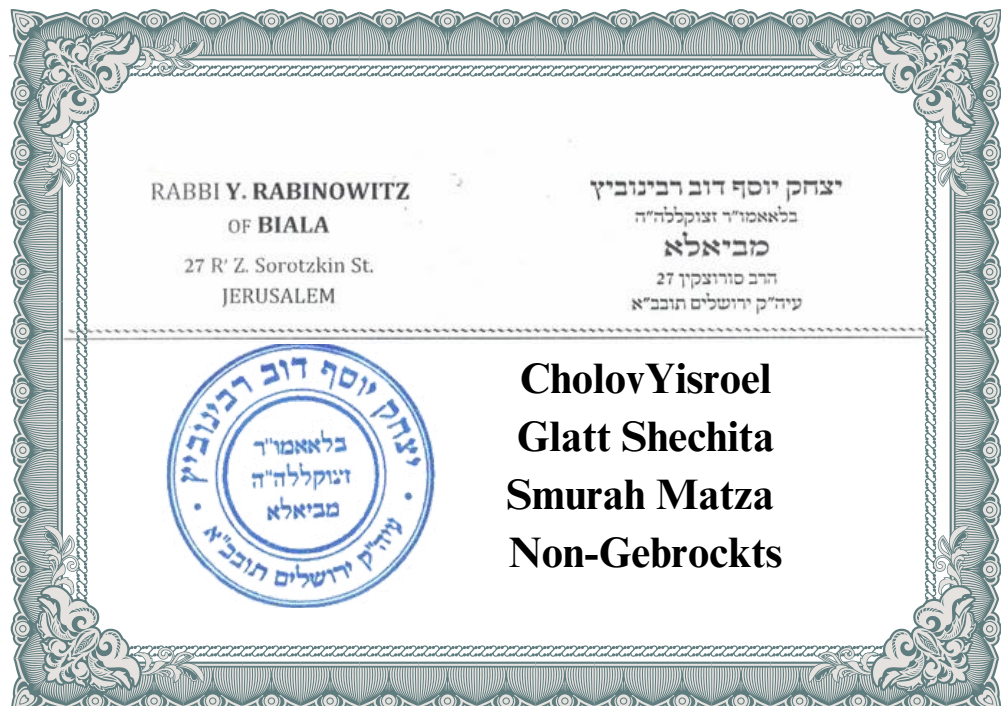 RABBI Y. RABINOWITZ
OF BIALA
27 R' Z. Sorotzkin St.
JERUSALEM
יצחק יוסף דוב רבינוביץ
בלאאמו"ר זצוקללה"ה
מביאלא
הרב סורוצקין 27
עיה"ק ירושלים תובב"א
יצחק יוסף דוב רבינוביץ
בלאאמו"ר
זצוקללה"ה
מביאלא
עיה"ק ירושלים תובב"א
CholovYisroel
Glatt Shechita
Smurah Matza
Non-Gebrockts